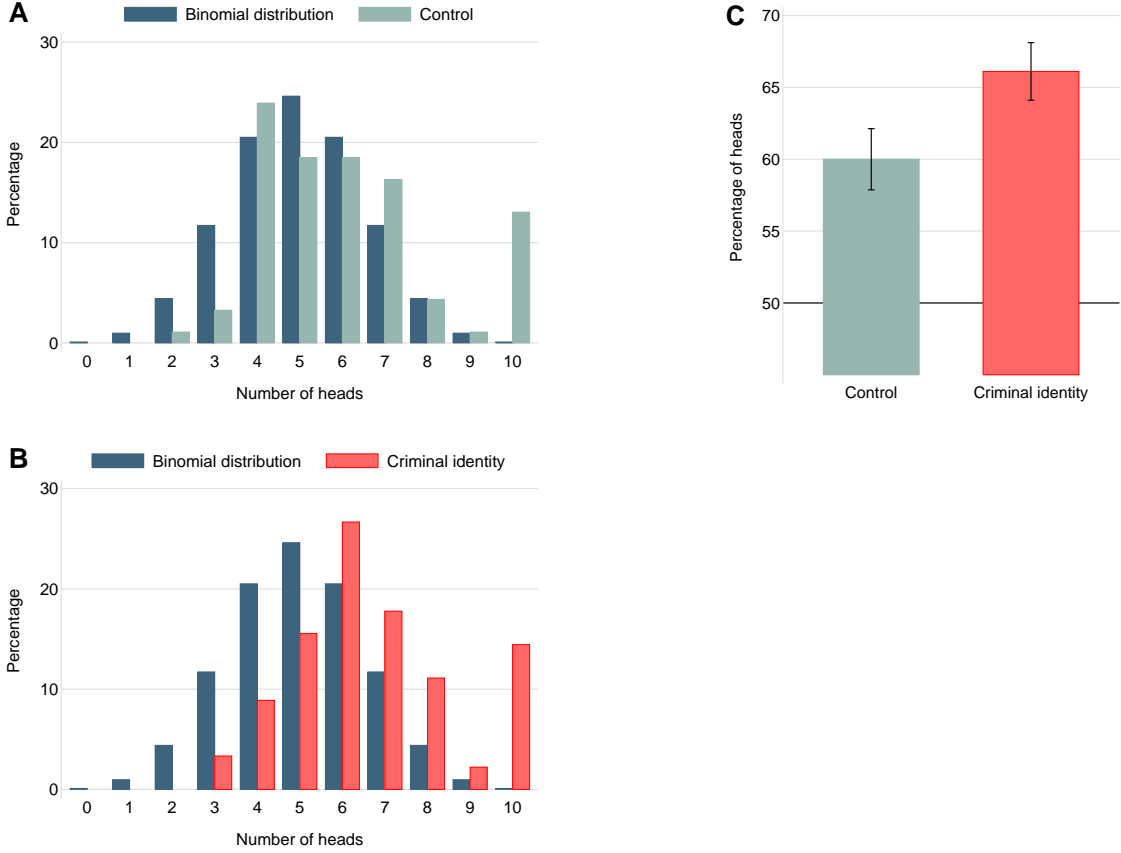 A
Binomial distribution Control
30
20
10
0
Percentage
0 1 2 3 4 5 6 7 8 9 10
Number of heads
B
Binomial distribution Criminal identity
30
20
10
0
Percentage
0 1 2 3 4 5 6 7 8 9 10
Number of heads
C
70
65
60
55
50
Percentage of heads
Control Criminal identity